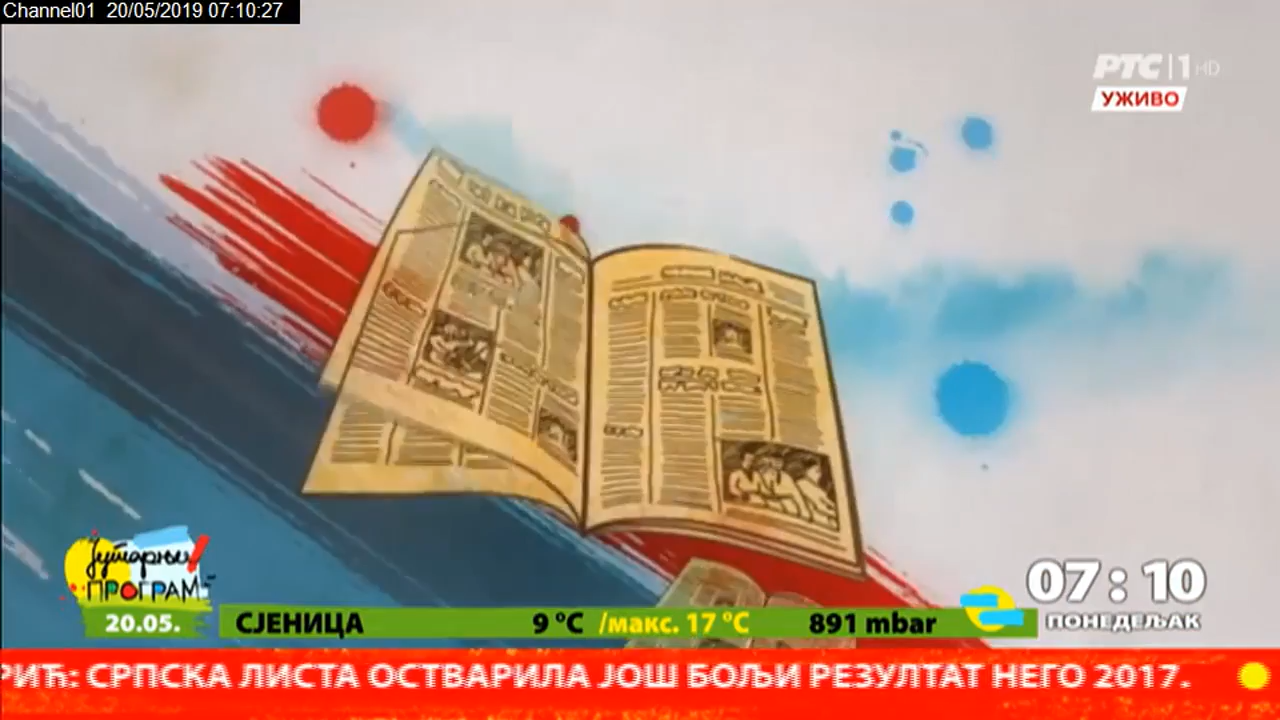 Channel01 20/05/2019 07:10:27
РТС|1 HD
УЖИВО
Јутарњи
ПРОГРАМ
20.05.
СЈЕНИЦА 9 °C /макс. 17 °C 891 mbar
07:10
ПОНЕДЕЉАК
РИЋ: СРПСКА ЛИСТА ОСТВАРИЛА ЈОШ БОЉИ РЕЗУЛТАТ НЕГО 2017.